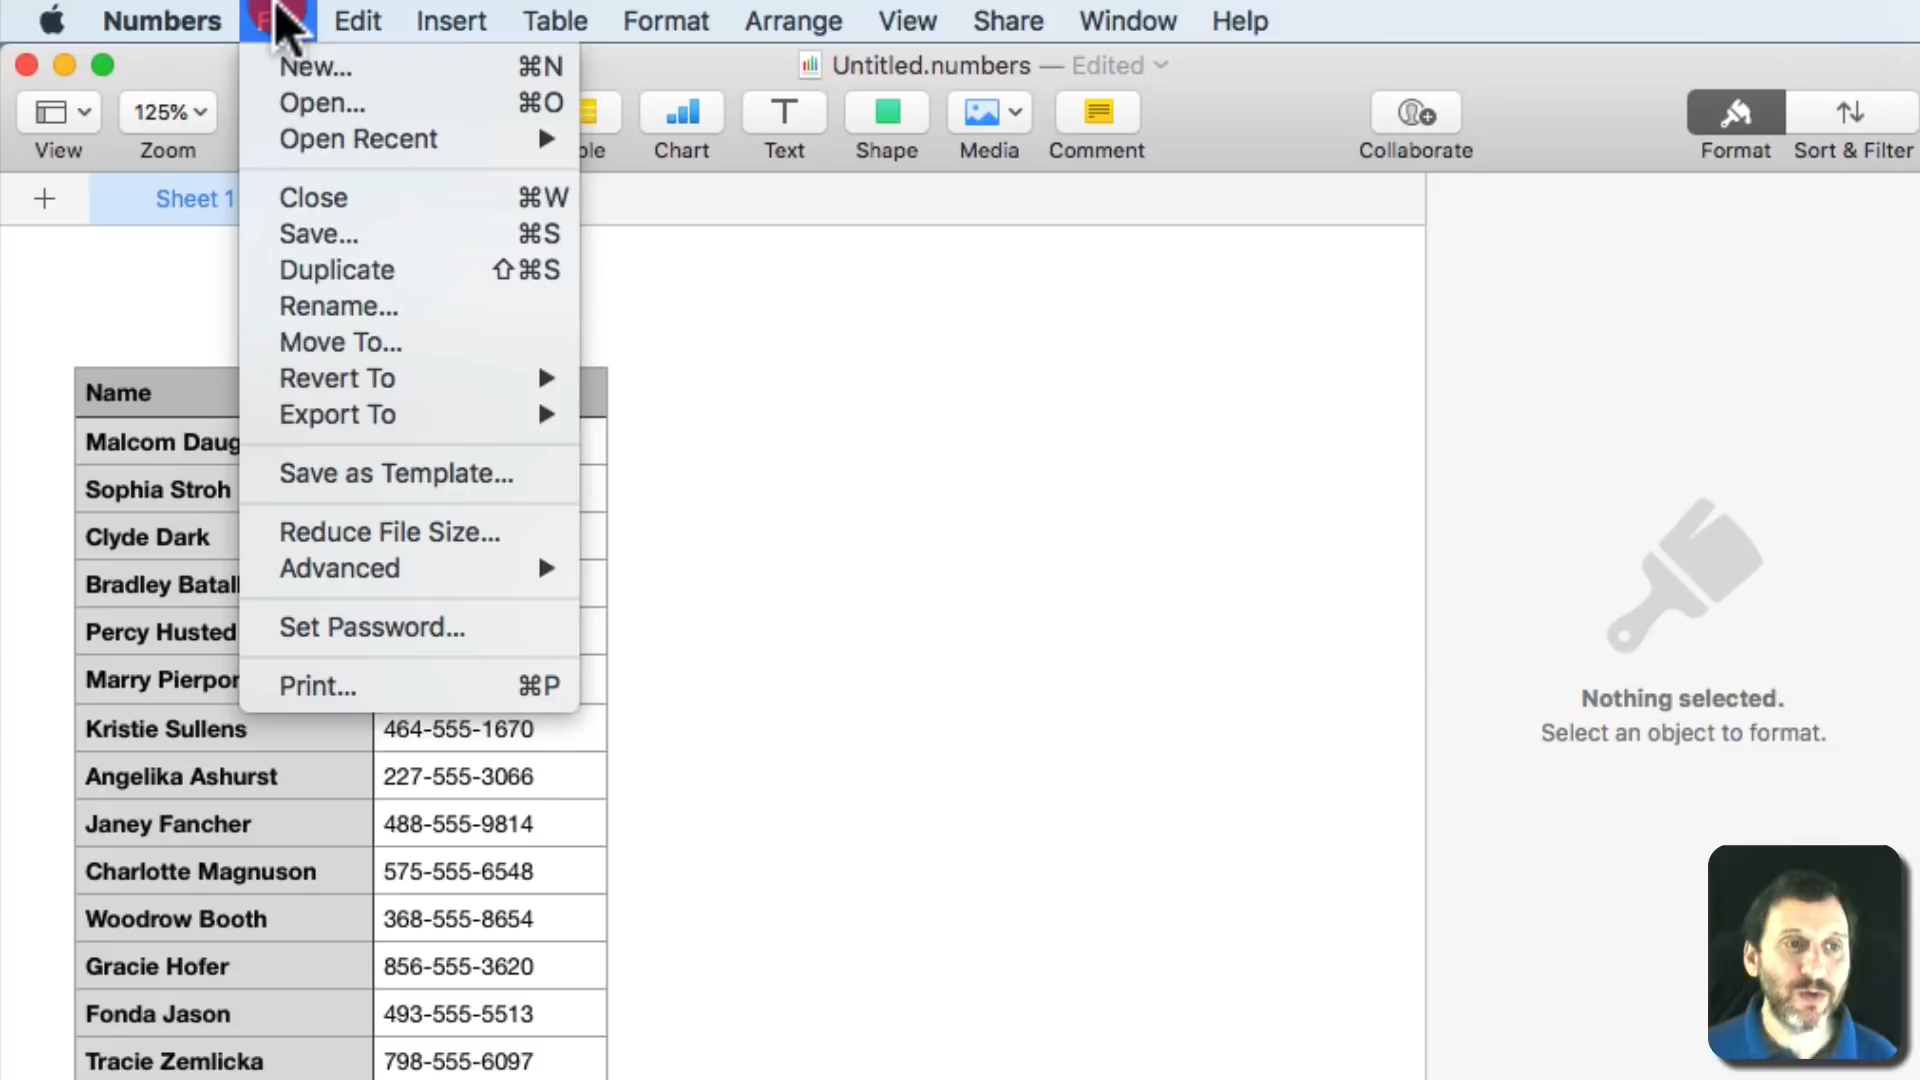 Numbers Edit Insert Table Format Arrange View Share Window Help
Untitled.numbers — Edited
125%
View Zoom Chart Text Shape Media Comment Collaborate Format Sort & Filter
Sheet 1
New... ⌘N
Open... ⌘O
Open Recent
Close ⌘W
Save... ⌘S
Duplicate ⇧⌘S
Rename...
Move To...
Revert To
Export To
Save as Template...
Reduce File Size...
Advanced
Set Password...
Print... ⌘P
Name
Malcom
Sophia Stroh
Clyde Dark
Bradley
Percy Husted
Marry
Kristie Sullens 464-555-1670
Angelika Ashurst 227-555-3066
Janey Fancher 488-555-9814
Charlotte Magnuson 575-555-6548
Woodrow Booth 368-555-8654
Gracie Hofer 856-555-3620
Fonda Jason 493-555-5513
Tracie Zemlicka 798-555-6097
Nothing selected.
Select an object to format.